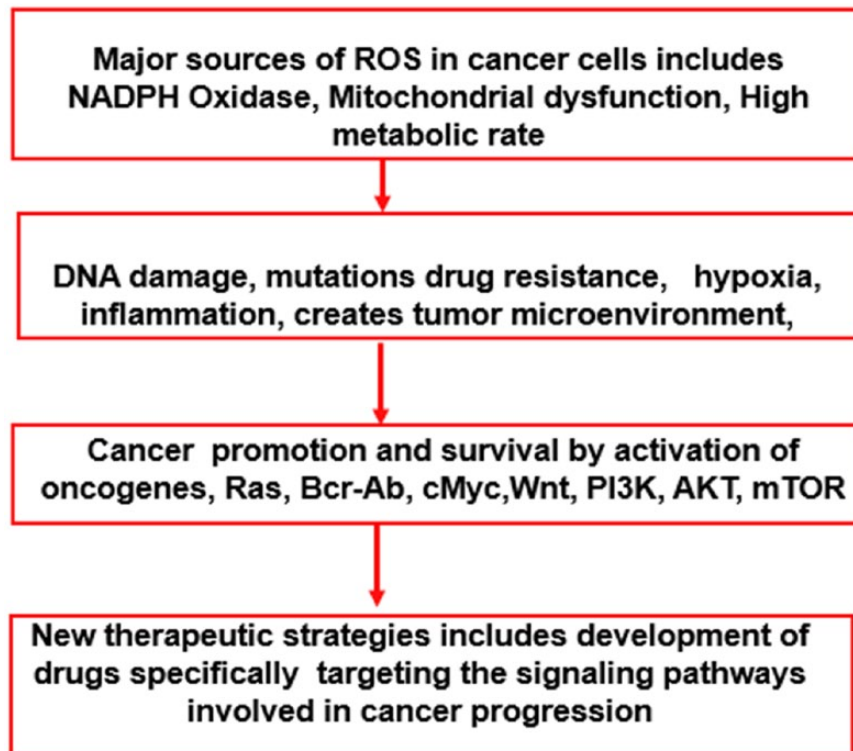 Major sources of ROS in cancer cells includes
NADPH Oxidase, Mitochondrial dysfunction, High
metabolic rate
DNA damage, mutations drug resistance, hypoxia,
inflammation, creates tumor microenvironment,
Cancer promotion and survival by activation of
oncogenes, Ras, Bcr-Ab, cMyc,Wnt, PI3K, AKT, mTOR
New therapeutic strategies includes development of
drugs specifically targeting the signaling pathways
involved in cancer progression